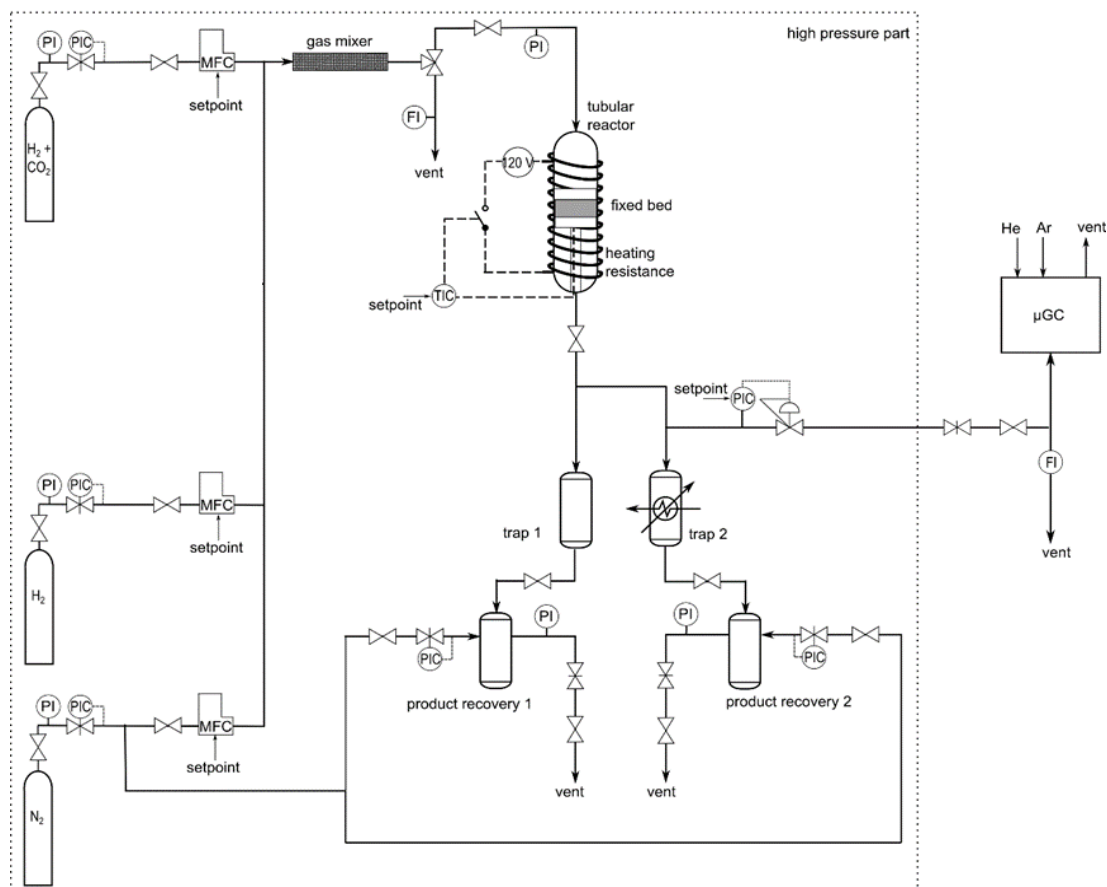 high pressure part
PI
PIC
MFC
gas mixer
PI
setpoint
H₂ +
CO₂
FI
vent
tubular
reactor
120 V
fixed bed
heating
resistance
TIC
setpoint
He
Ar
vent
µGC
setpoint
PIC
FI
vent
PI
PIC
MFC
setpoint
H₂
trap 1
trap 2
PI
PIC
product recovery 1
PI
PIC
product recovery 2
vent
vent
PI
PIC
MFC
setpoint
N₂